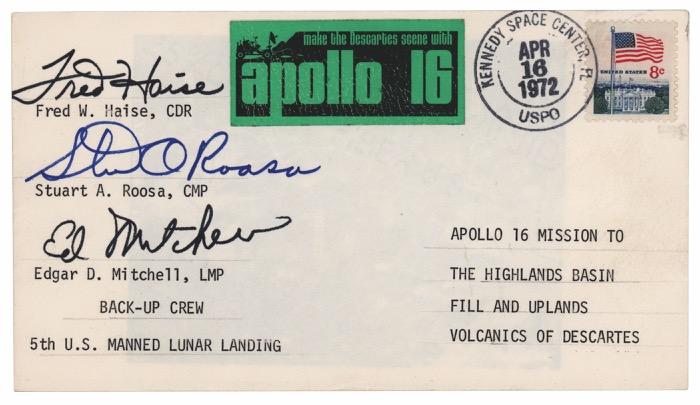 make the Descartes scene with
apollo 16
KENNEDY SPACE CENTER, FL
APR
16
1972
USPO
UNITED STATES 8c
Fred Haise
Fred W. Haise, CDR
Stu Roosa
Stuart A. Roosa, CMP
Ed Mitchell
Edgar D. Mitchell, LMP
BACK-UP CREW
5th U.S. MANNED LUNAR LANDING
APOLLO 16 MISSION TO
THE HIGHLANDS BASIN
FILL AND UPLANDS
VOLCANICS OF DESCARTES